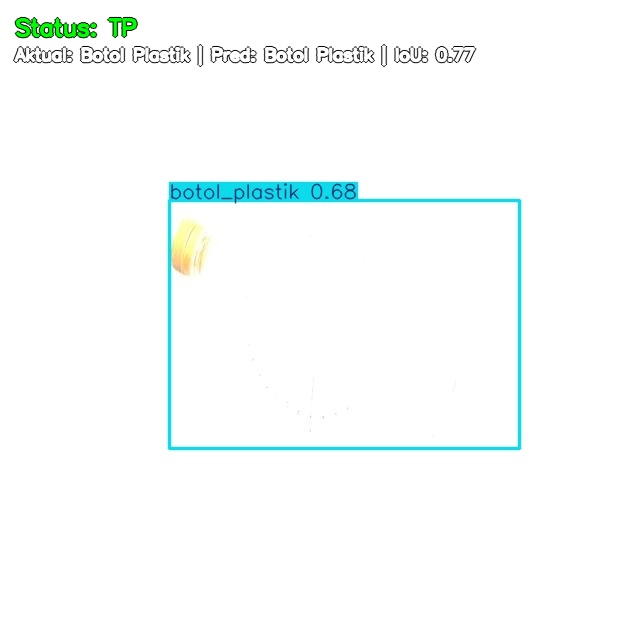 Status: TP
Aktual: Botol Plastik | Pred: Botol Plastik | IoU: 0.77
botol_plastik 0.68